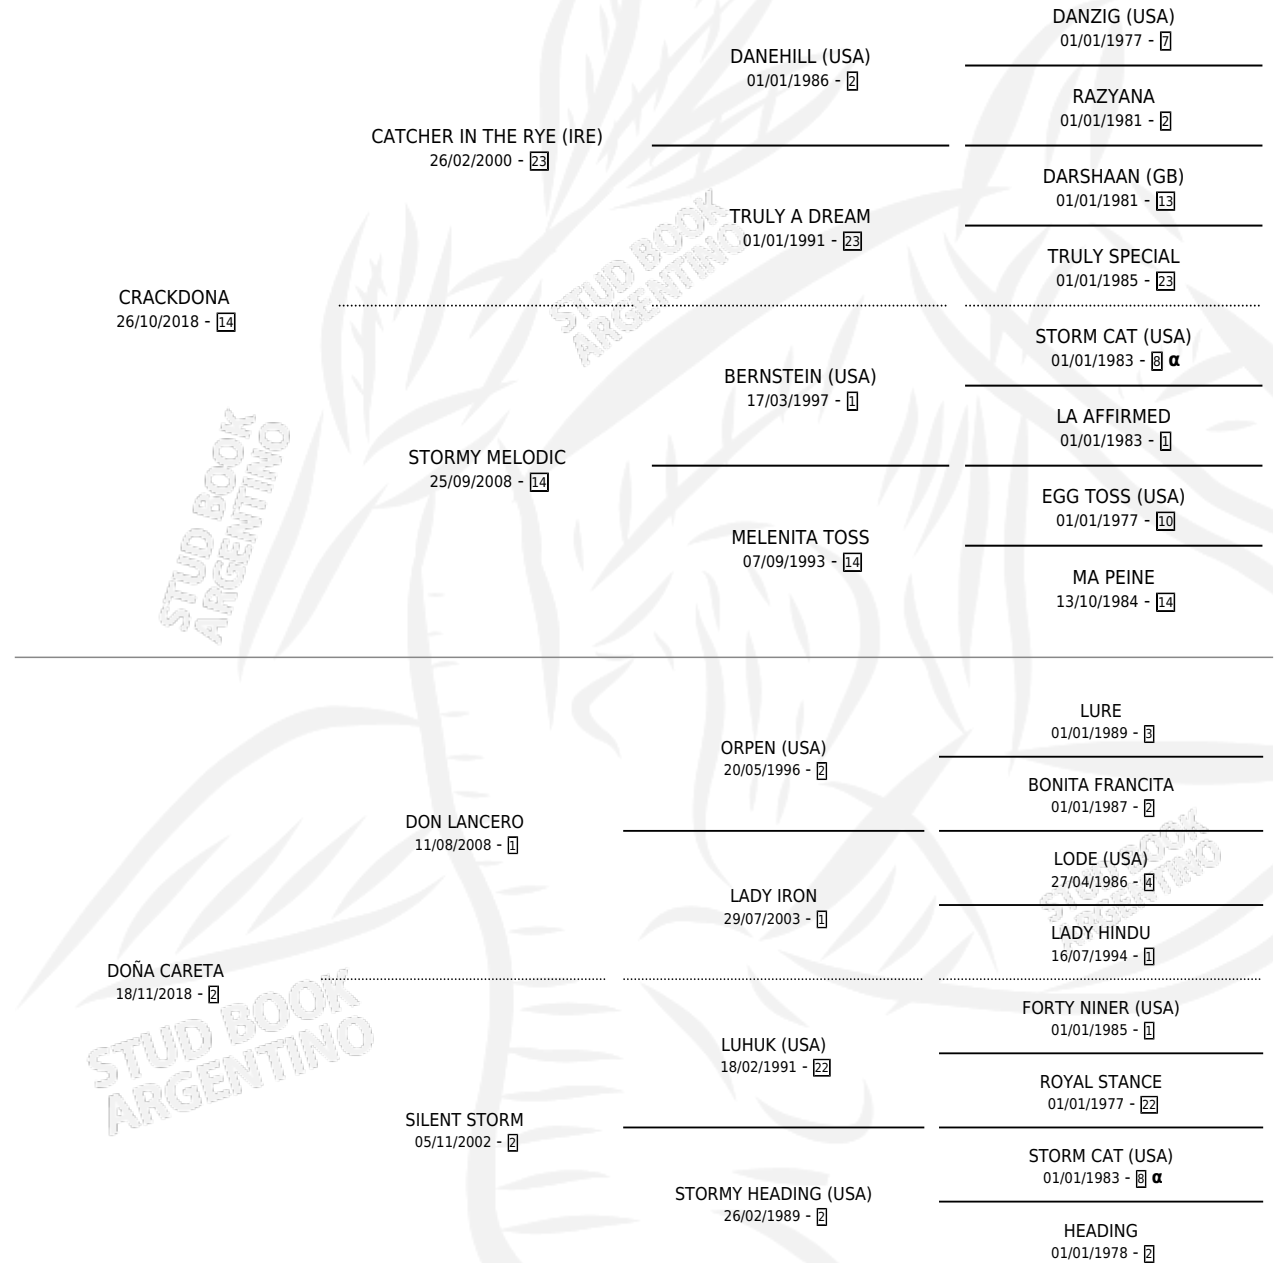 DANZIG (USA)
01/01/1977 - 7
DANEHILL (USA)
01/01/1986 - 2
RAZYANA
01/01/1981 - 2
CATCHER IN THE RYE (IRE)
26/02/2000 - 23
DARSHAAN (GB)
01/01/1981 - 13
TRULY A DREAM
01/01/1991 - 23
TRULY SPECIAL
01/01/1985 - 23
CRACKDONA
26/10/2018 - 14
STORM CAT (USA)
01/01/1983 - 8 α
BERNSTEIN (USA)
17/03/1997 - 1
LA AFFIRMED
01/01/1983 - 1
STORMY MELODIC
25/09/2008 - 14
EGG TOSS (USA)
01/01/1977 - 10
MELENITA TOSS
07/09/1993 - 14
MA PEINE
13/10/1984 - 14
STUD BOOK
ARGENTINO
STUD BOOK
ARGENTINO
LURE
01/01/1989 - 3
ORPEN (USA)
20/05/1996 - 2
BONITA FRANCITA
01/01/1987 - 2
DON LANCERO
11/08/2008 - 1
LODE (USA)
27/04/1986 - 4
LADY IRON
29/07/2003 - 1
LADY HINDU
16/07/1994 - 1
DOÑA CARETA
18/11/2018 - 2
FORTY NINER (USA)
01/01/1985 - 1
LUHUK (USA)
18/02/1991 - 22
ROYAL STANCE
01/01/1977 - 22
SILENT STORM
05/11/2002 - 2
STORM CAT (USA)
01/01/1983 - 8 α
STORMY HEADING (USA)
26/02/1989 - 2
HEADING
01/01/1978 - 2
STUD BOOK
ARGENTINO
STUD BOOK
ARGENTINO